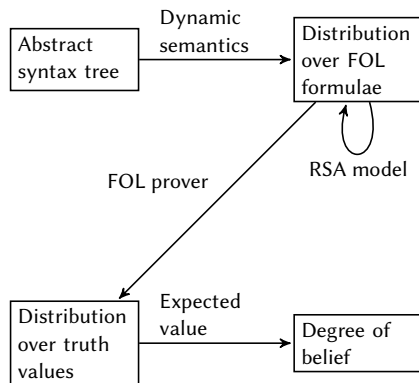 Dynamic
semantics
Abstract
syntax tree
Distribution
over FOL
formulae
RSA model
FOL prover
Distribution
over truth
values
Expected
value
Degree of
belief